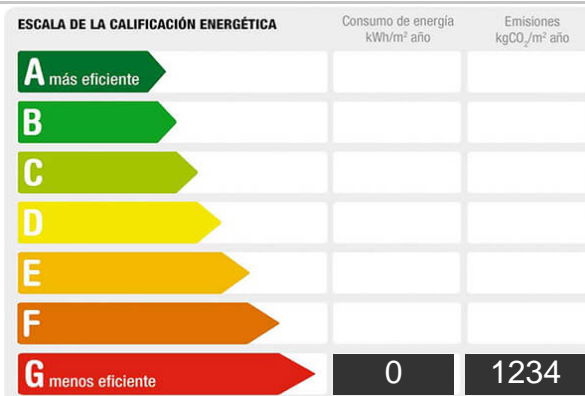 ESCALA DE LA CALIFICACIÓN ENERGÉTICA
Consumo de energía
kWh/m² año
Emisiones
kgCO₂/m² año
A más eficiente
B
C
D
E
F
G menos eficiente
0
1234